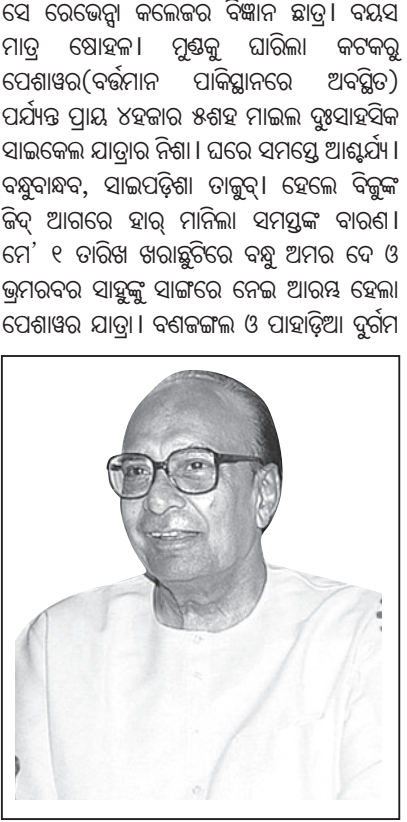 ସେ ରେଭେନ୍ସା କଲେଜର ବିଜ୍ଞାନ ଛାତ୍ର। ବୟସ
ମାତ୍ର ଷୋହଳ। ମୁଣ୍ଡକୁ ଘାରିଲା କଟକରୁ
ପେଶାୱର(ବର୍ତ୍ତମାନ ପାକିସ୍ଥାନରେ ଅବସ୍ଥିତ)
ପର୍ଯ୍ୟନ୍ତ ପ୍ରାୟ ୪ହଜାର ୫ଶହ ମାଇଲ ଦୁଃସାହସିକ
ସାଇକେଲ ଯାତ୍ରାର ନିଶା। ଘରେ ସମସ୍ତେ ଆଶ୍ଚର୍ଯ୍ୟ।
ବନ୍ଧୁବାନ୍ଧବ, ସାଇପଡ଼ିଶା ତାଜୁବ୍। ହେଲେ ବିଜୁଙ୍କ
ଜିଦ୍ ଆଗରେ ହାର୍ ମାନିଲା ସମସ୍ତଙ୍କ ବାରଣ।
ମେ' ୧ ତାରିଖ ଖରାଛୁଟିରେ ବନ୍ଧୁ ଅମର ଦେ ଓ
ଭ୍ରମରବର ସାହୁଙ୍କୁ ସାଙ୍ଗରେ ନେଇ ଆରମ୍ଭ ହେଲା
ପେଶାୱର ଯାତ୍ରା। ବଣଜଙ୍ଗଲ ଓ ପାହାଡ଼ିଆ ଦୁର୍ଗମ